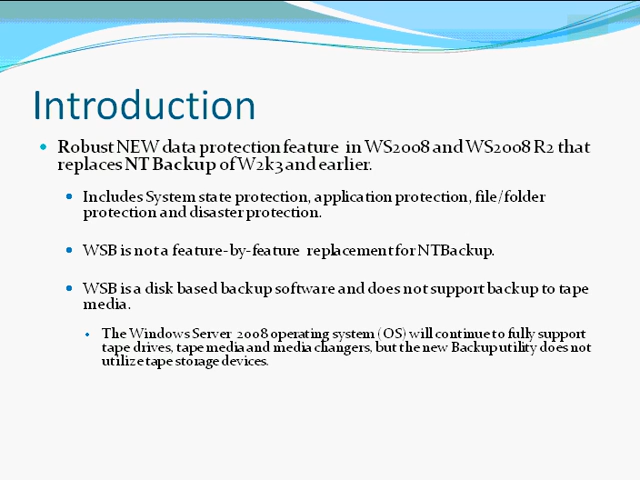 Introduction
Robust NEW data protection feature in WS2008 and WS2008 R2 that
replaces NT Backup of W2k3 and earlier.
Includes System state protection, application protection, file/folder
protection and disaster protection.
WSB is not a feature-by-feature replacement for NTBackup.
WSB is a disk based backup software and does not support backup to tape
media.
The Windows Server 2008 operating system (OS) will continue to fully support
tape drives, tape media and media changers, but the new Backup utility does not
utilize tape storage devices.